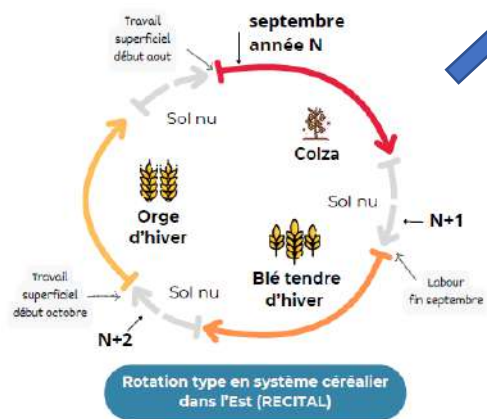 Travail
superficiel
début aout
septembre
année N
Sol nu
Colza
Sol nu
N+1
Orge
d'hiver
Blé tendre
d'hiver
Labour
fin septembre
Travail
superficiel
début octobre
Sol nu
N+2
Rotation type en système céréalier
dans l'Est (RECITAL)